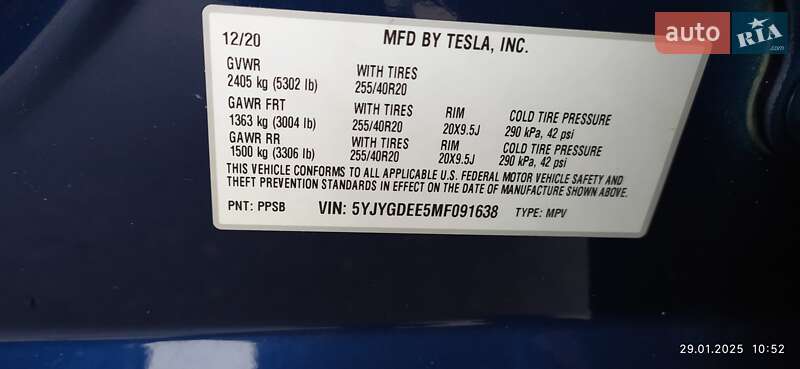 12/20 MFD BY TESLA, INC.
GVWR
2405 kg (5302 lb) WITH TIRES
255/40R20
GAWR FRT
1363 kg (3004 lb) WITH TIRES
255/40R20 RIM
20X9.5J COLD TIRE PRESSURE
290 kPa, 42 psi
GAWR RR
1500 kg (3306 lb) WITH TIRES
255/40R20 RIM
20X9.5J COLD TIRE PRESSURE
290 kPa, 42 psi
THIS VEHICLE CONFORMS TO ALL APPLICABLE U.S. FEDERAL MOTOR VEHICLE SAFETY AND
THEFT PREVENTION STANDARDS IN EFFECT ON THE DATE OF MANUFACTURE SHOWN ABOVE.
PNT: PPSB VIN: 5YJYGDEE5MF091638 TYPE: MPV
auto RIA.com
29.01.2025 10:52